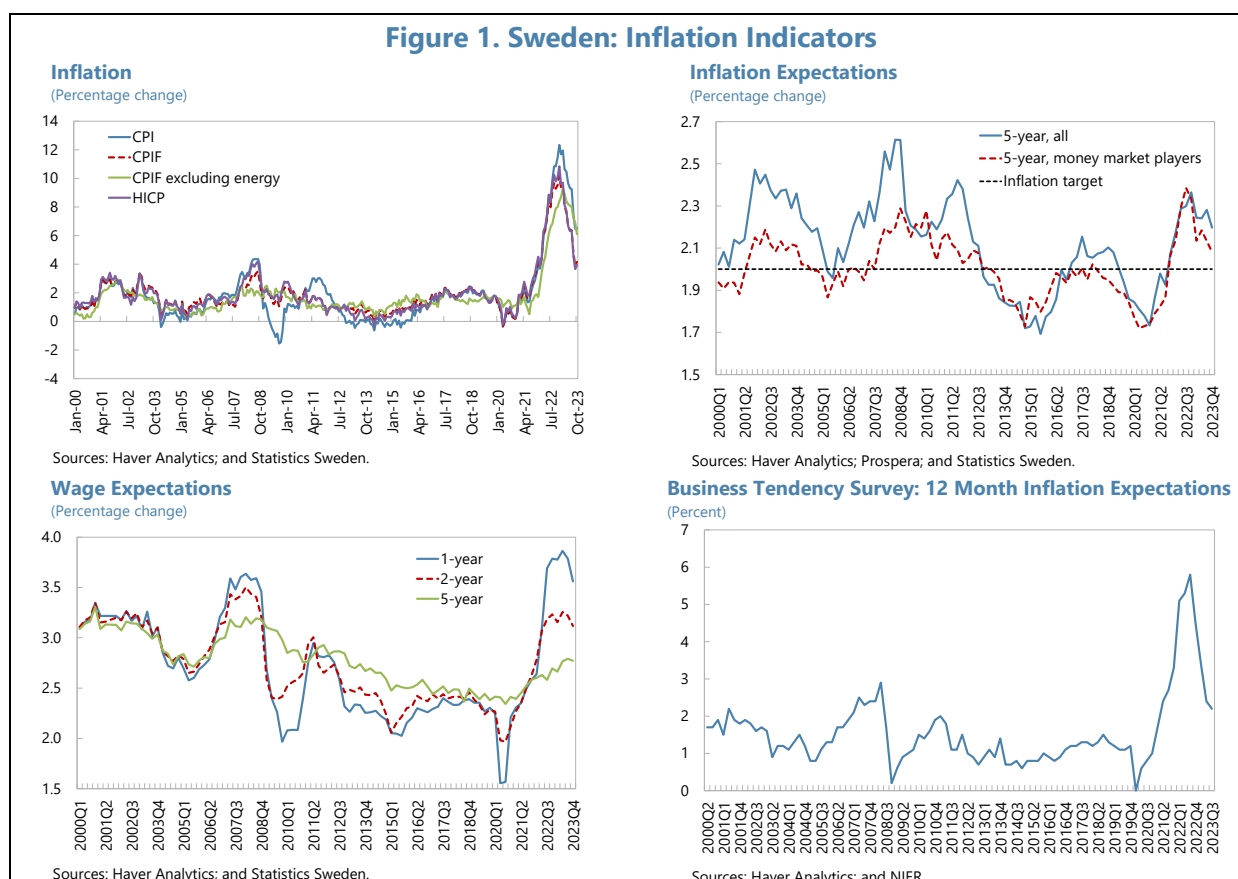 Figure 1. Sweden: Inflation Indicators
Inflation
(Percentage change)
14
12
10
8
6
4
2
0
-2
-4
CPI
CPIF
CPIF excluding energy
HICP
Jan-00
Apr-01
Jul-02
Oct-03
Jan-05
Apr-06
Jul-07
Oct-08
Jan-10
Apr-11
Jul-12
Oct-13
Jan-15
Apr-16
Jul-17
Oct-18
Jan-20
Apr-21
Jul-22
Oct-23
Sources: Haver Analytics; and Statistics Sweden.
Inflation Expectations
(Percentage change)
2.7
2.5
2.3
2.1
1.9
1.7
1.5
5-year, all
5-year, money market players
Inflation target
2000Q1
2001Q2
2002Q3
2003Q4
2005Q1
2006Q2
2007Q3
2008Q4
2010Q1
2011Q2
2012Q3
2013Q4
2015Q1
2016Q2
2017Q3
2018Q4
2020Q1
2021Q2
2022Q3
2023Q4
Sources: Haver Analytics; Prospera; and Statistics Sweden.
Wage Expectations
(Percentage change)
4.0
3.5
3.0
2.5
2.0
1.5
1-year
2-year
5-year
2000Q1
2001Q2
2002Q3
2003Q4
2005Q1
2006Q2
2007Q3
2008Q4
2010Q1
2011Q2
2012Q3
2013Q4
2015Q1
2016Q2
2017Q3
2018Q4
2020Q1
2021Q2
2022Q3
2023Q4
Sources: Haver Analytics; and Statistics Sweden.
Business Tendency Survey: 12 Month Inflation Expectations
(Percent)
7
6
5
4
3
2
1
0
2000Q2
2001Q1
2001Q4
2002Q3
2003Q2
2004Q1
2004Q4
2005Q3
2006Q2
2007Q1
2007Q4
2008Q3
2009Q2
2010Q1
2010Q4
2011Q3
2012Q2
2013Q1
2013Q4
2014Q3
2015Q2
2016Q1
2016Q4
2017Q3
2018Q2
2019Q1
2019Q4
2020Q3
2021Q2
2022Q1
2022Q4
2023Q3
Sources: Haver Analytics; and NIER.